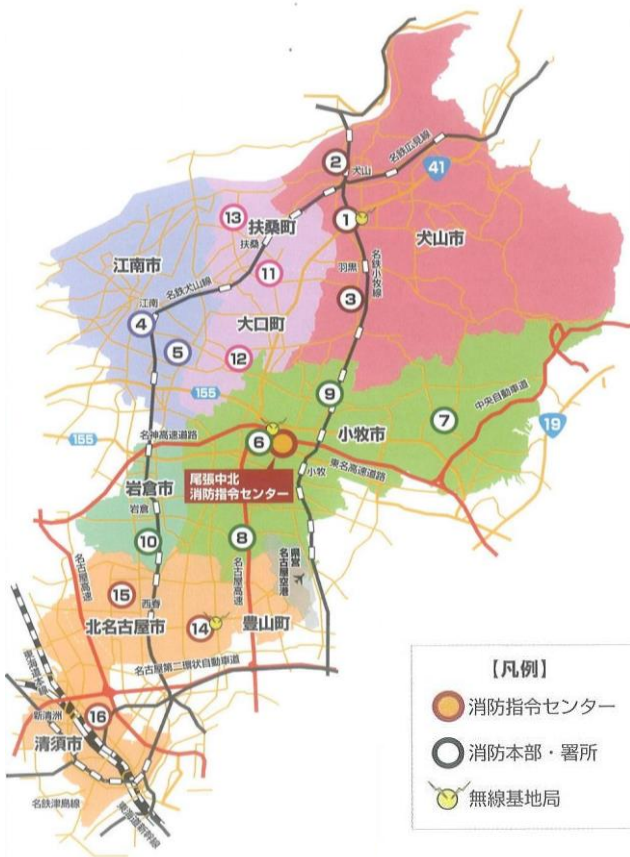 2
犬山
名鉄広見線
41
13
扶桑町
扶桑
1
犬山市
江南市
11
羽黒
名鉄小牧線
名鉄犬山線
3
江南
4
大口町
5
12
155
9
7
中央自動車道
19
155
名神高速道路
6
小牧市
東名高速道路
小牧
尾張中北
消防指令センター
岩倉市
岩倉
10
8
名古屋高速
名古屋高速
県営
名古屋空港
15
西春
北名古屋市
14
豊山町
名古屋第二環状自動車道
東海道本線
新清洲
16
清須市
名鉄津島線
東海道新幹線
【凡例】
消防指令センター
消防本部・署所
無線基地局